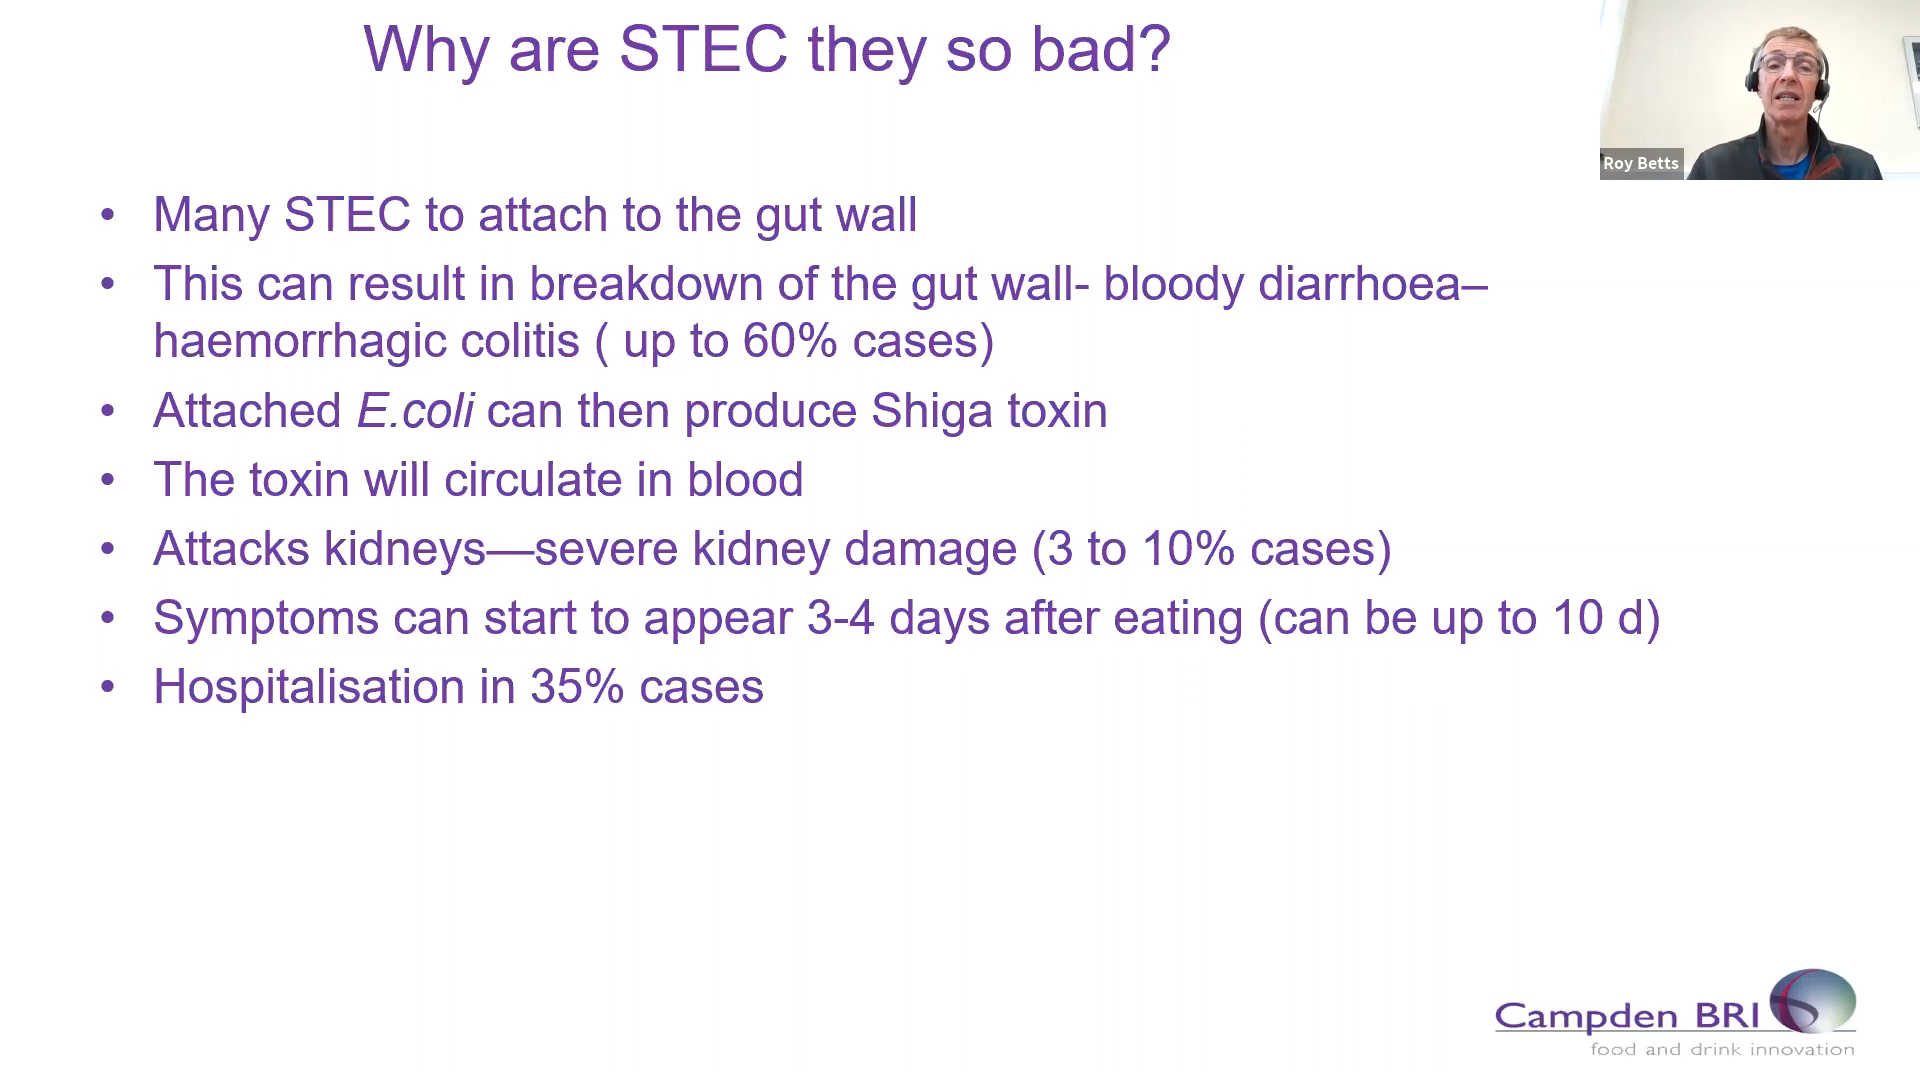 Why are STEC they so bad?
Roy Betts
• Many STEC to attach to the gut wall
• This can result in breakdown of the gut wall- bloody diarrhoea–
haemorrhagic colitis ( up to 60% cases)
• Attached E.coli can then produce Shiga toxin
• The toxin will circulate in blood
• Attacks kidneys—severe kidney damage (3 to 10% cases)
• Symptoms can start to appear 3-4 days after eating (can be up to 10 d)
• Hospitalisation in 35% cases
Campden BRI
food and drink innovation